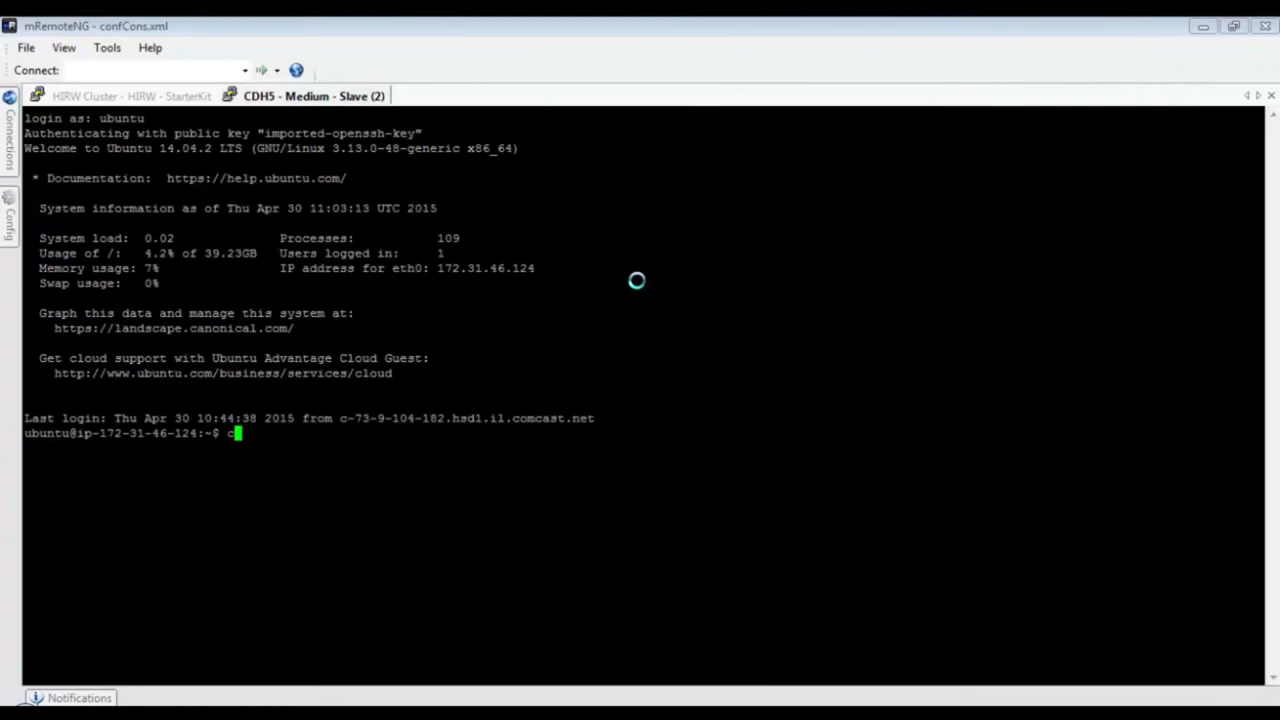 mRemoteNG - confCons.xml
File View Tools Help
Connect:
HIRW Cluster - HIRW - StarterKit CDH5 - Medium - Slave (2)
Connections
Config
login as: ubuntu
Authenticating with public key "imported-openssh-key"
Welcome to Ubuntu 14.04.2 LTS (GNU/Linux 3.13.0-48-generic x86_64)
* Documentation: https://help.ubuntu.com/
System information as of Thu Apr 30 11:03:13 UTC 2015
System load: 0.02 Processes: 109
Usage of /: 4.2% of 39.23GB Users logged in: 1
Memory usage: 7% IP address for eth0: 172.31.46.124
Swap usage: 0%
Graph this data and manage this system at:
https://landscape.canonical.com/
Get cloud support with Ubuntu Advantage Cloud Guest:
http://www.ubuntu.com/business/services/cloud
Last login: Thu Apr 30 10:44:38 2015 from c-73-9-104-182.hsd1.il.comcast.net
ubuntu@ip-172-31-46-124:~$ c
Notifications